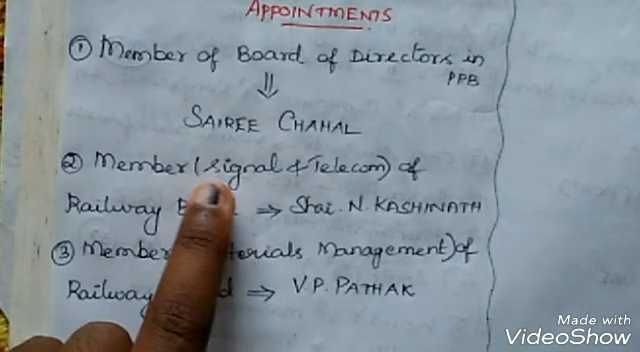 APPOINTMENTS
① Member of Board of Directors in
PPB
⇓
SAIREE CHAHAL
② Member (Signal & Telecom) of
Railway ⇒ Shri. N. KASHINATH
③ Member Management) of
Railway ⇒ V.P. PATHAK
Made with
VideoShow